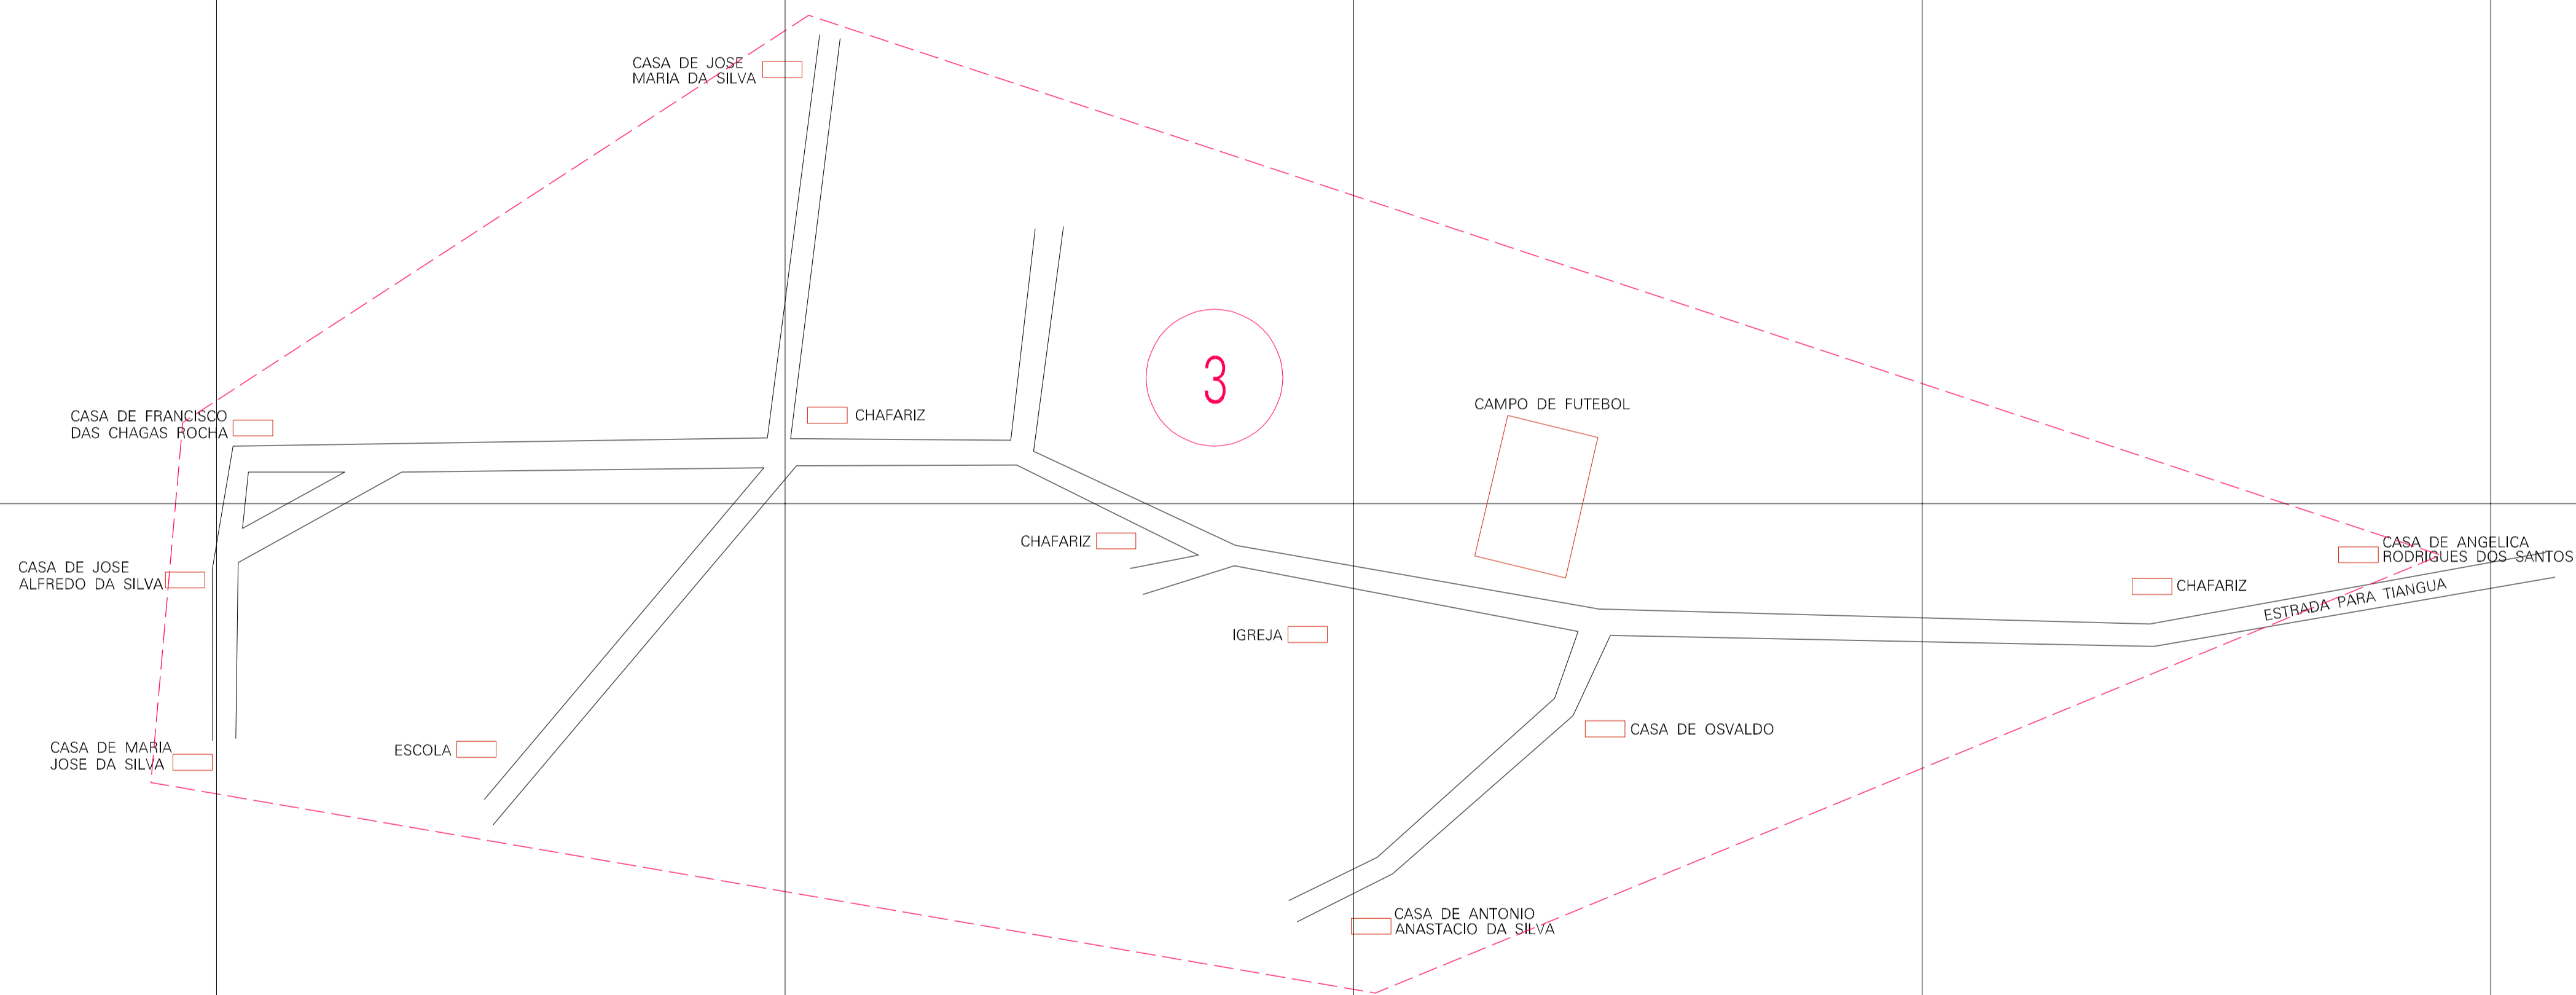 CASA DE JOSE
MARIA DA SILVA
3
CAMPO DE FUTEBOL
CASA DE FRANCISCO
DAS CHAGAS ROCHA
CHAFARIZ
CHAFARIZ
CASA DE ANGELICA
RODRIGUES DOS SANTOS
CASA DE JOSE
ALFREDO DA SILVA
CHAFARIZ
ESTRADA PARA TIANGUA
IGREJA
CASA DE OSVALDO
CASA DE MARIA
JOSE DA SILVA
ESCOLA
CASA DE ANTONIO
ANASTACIO DA SILVA